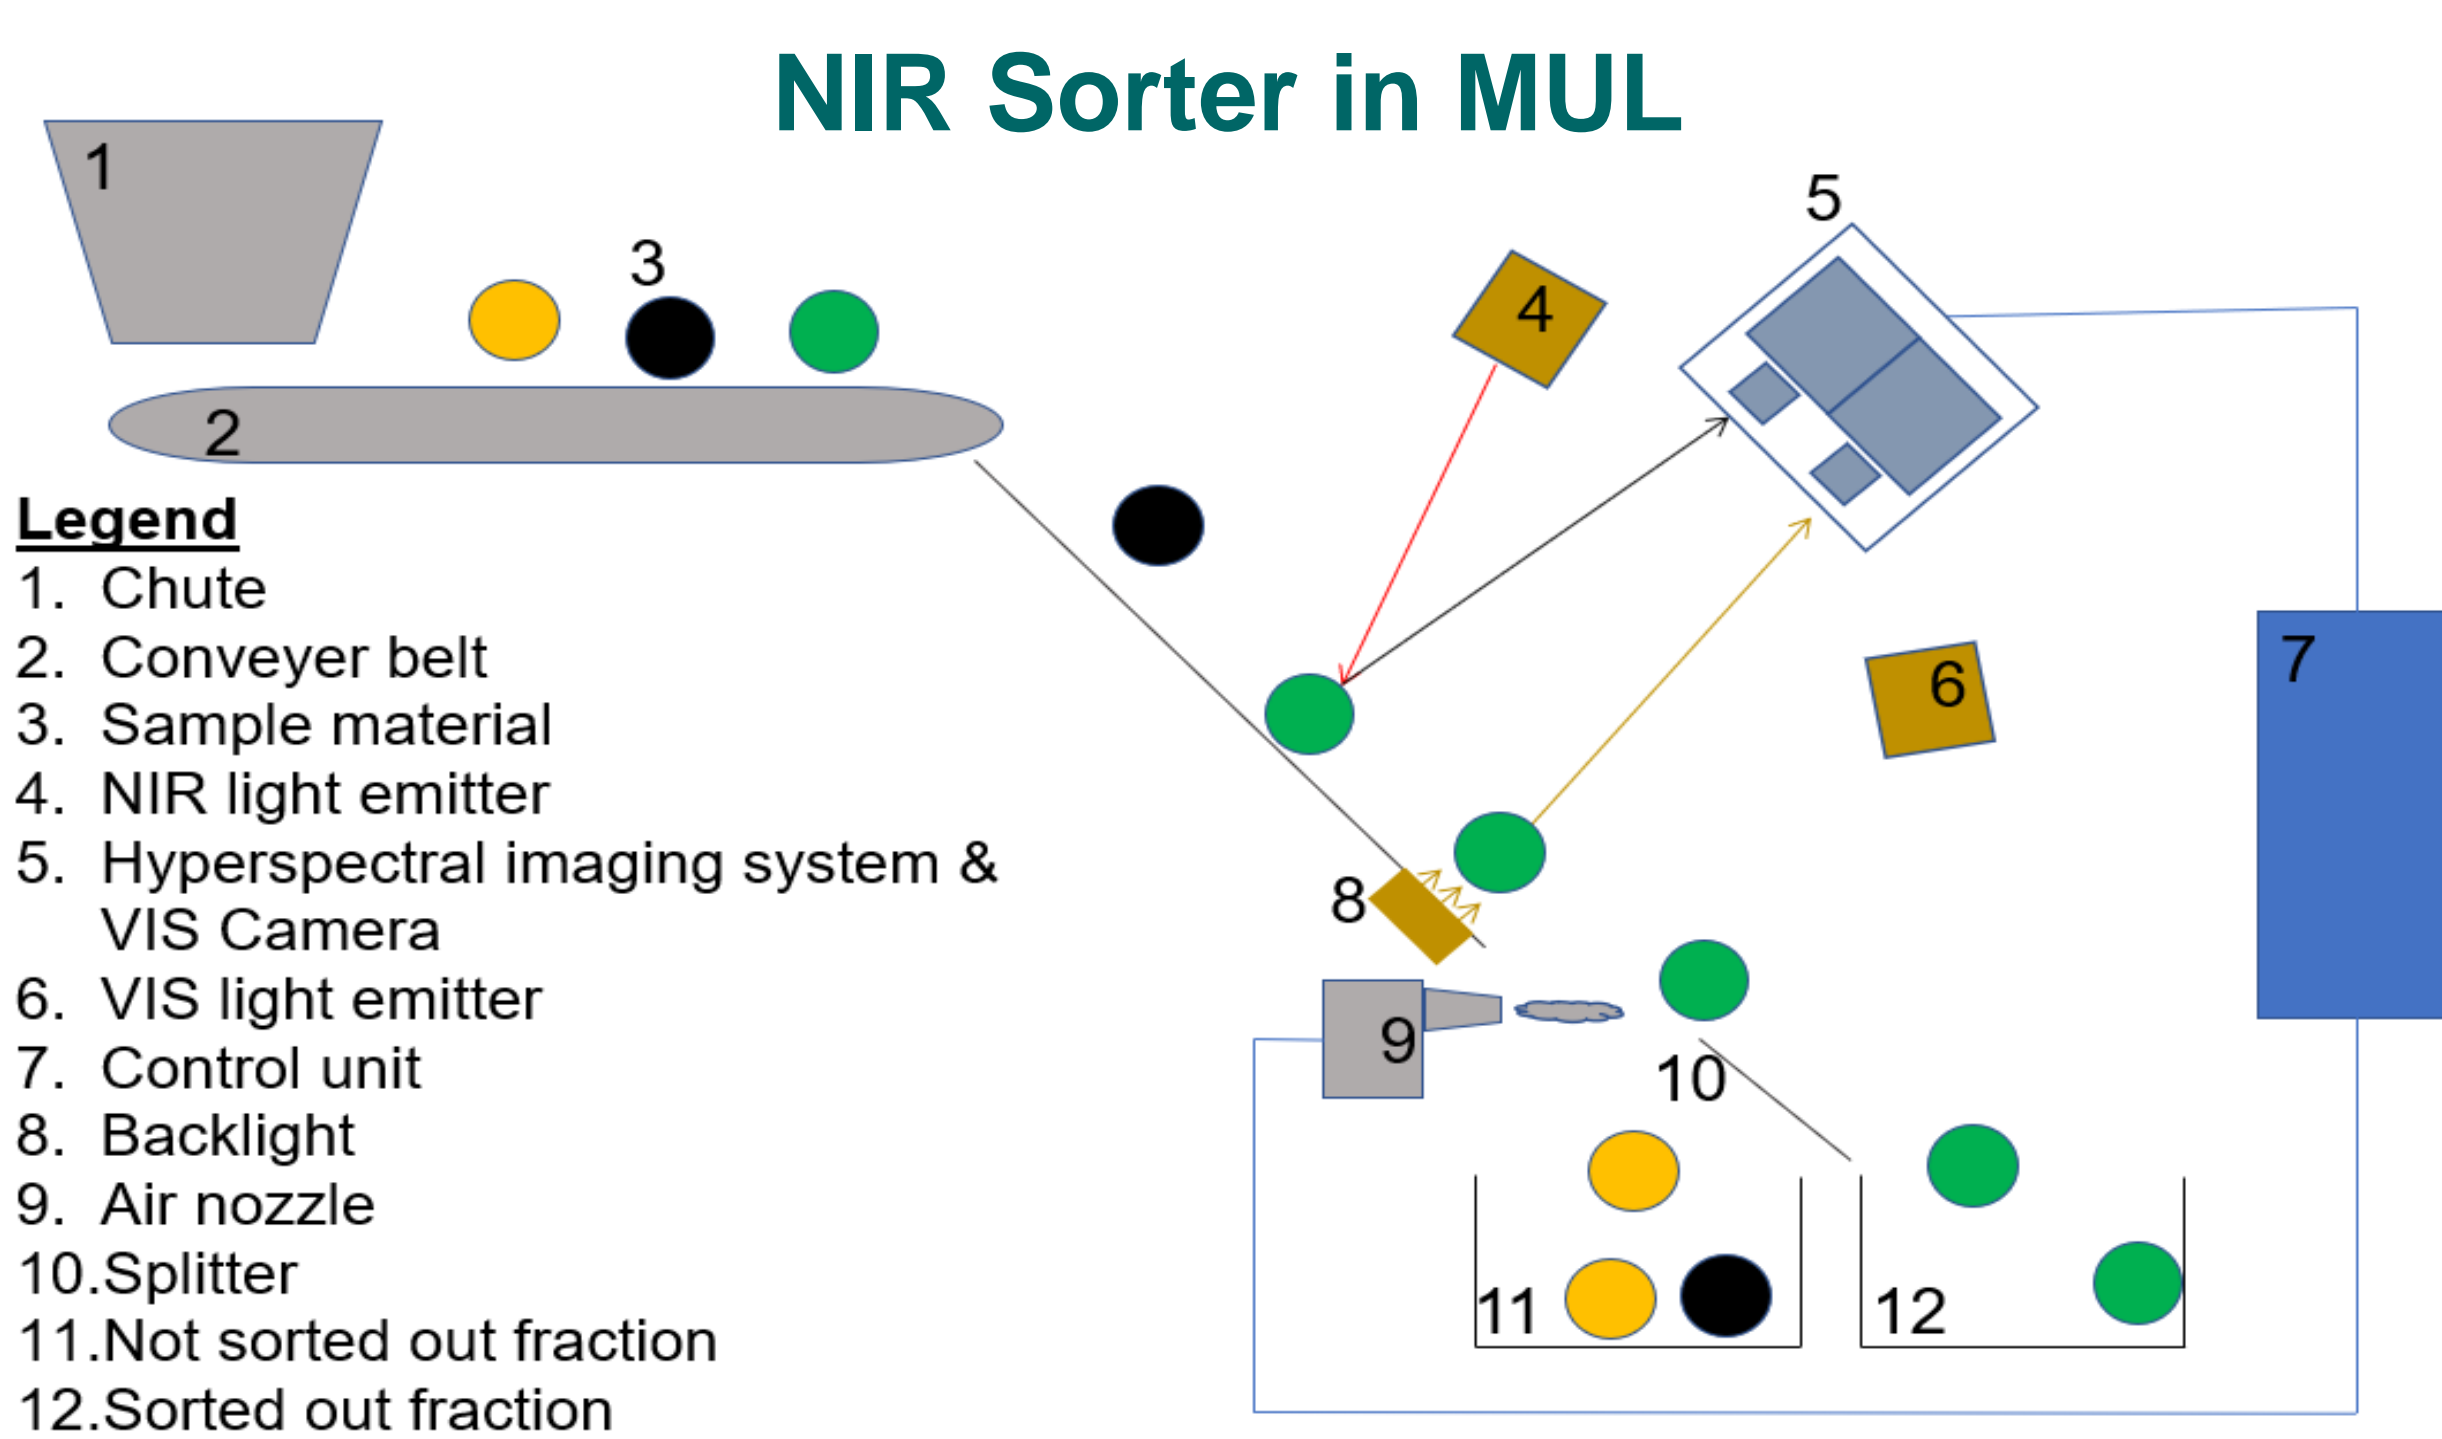 NIR Sorter in MUL
1
2
3
4
5
6
7
8
9
10
11
12
Legend
1. Chute
2. Conveyer belt
3. Sample material
4. NIR light emitter
5. Hyperspectral imaging system &
VIS Camera
6. VIS light emitter
7. Control unit
8. Backlight
9. Air nozzle
10.Splitter
11.Not sorted out fraction
12.Sorted out fraction